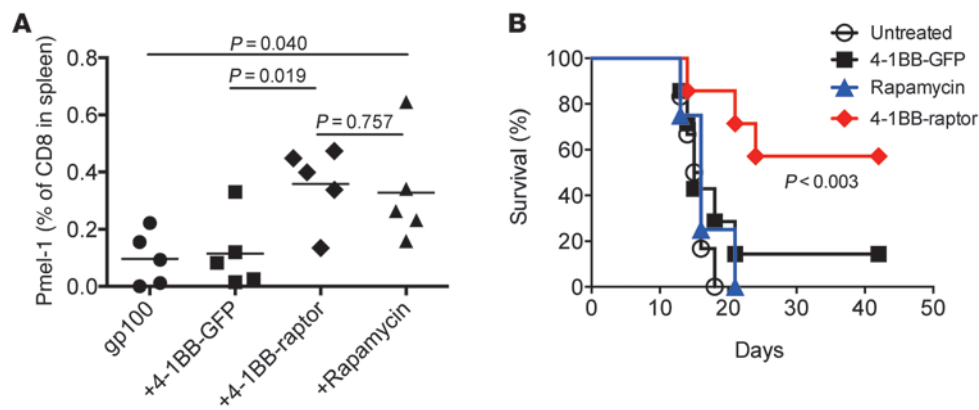 A
P = 0.040
P = 0.019
P = 0.757
Pmel-1 (% of CD8 in spleen)
0.8
0.6
0.4
0.2
0.0
gp100
+4-1BB-GFP
+4-1BB-raptor
+Rapamycin
B
Untreated
4-1BB-GFP
Rapamycin
4-1BB-raptor
P < 0.003
Survival (%)
100
80
60
40
20
0
0 10 20 30 40 50
Days